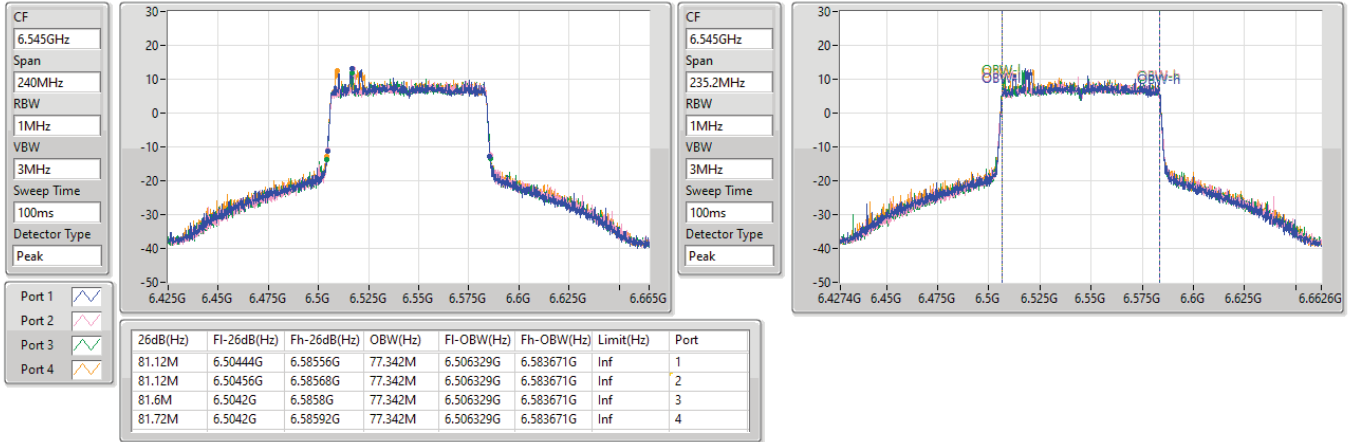 CF
6.545GHz
Span
240MHz
RBW
1MHz
VBW
3MHz
Sweep Time
100ms
Detector Type
Peak
30
20
10
0
-10
-20
-30
-40
-50
6.425G 6.45G 6.475G 6.5G 6.525G 6.55G 6.575G 6.6G 6.625G 6.665G
CF
6.545GHz
Span
235.2MHz
RBW
1MHz
VBW
3MHz
Sweep Time
100ms
Detector Type
Peak
30
20
10
0
-10
-20
-30
-40
-50
OBW-l OBW-h
6.4274G 6.45G 6.475G 6.5G 6.525G 6.55G 6.575G 6.6G 6.625G 6.6626G
Port 1
Port 2
Port 3
Port 4
26dB(Hz) Fl-26dB(Hz) Fh-26dB(Hz) OBW(Hz) Fl-OBW(Hz) Fh-OBW(Hz) Limit(Hz) Port
81.12M 6.50444G 6.58556G 77.342M 6.506329G 6.583671G Inf 1
81.12M 6.50456G 6.58568G 77.342M 6.506329G 6.583671G Inf 2
81.6M 6.5042G 6.5858G 77.342M 6.506329G 6.583671G Inf 3
81.72M 6.5042G 6.58592G 77.342M 6.506329G 6.583671G Inf 4